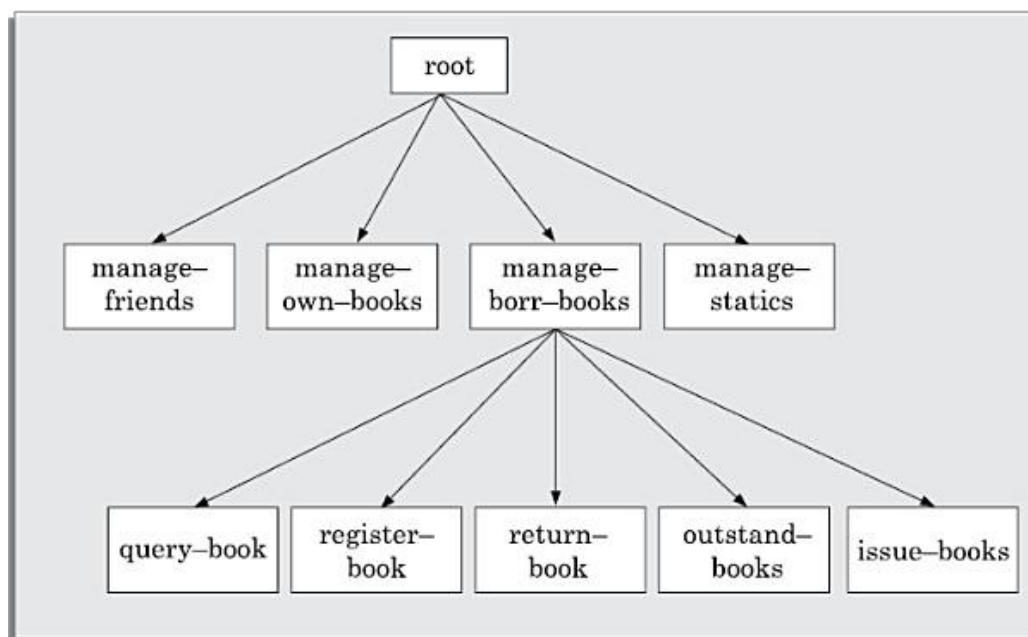 root
manage–
friends
manage–
own–books
manage–
borr–books
manage–
statics
query–book
register–
book
return–
book
outstand–
books
issue–books